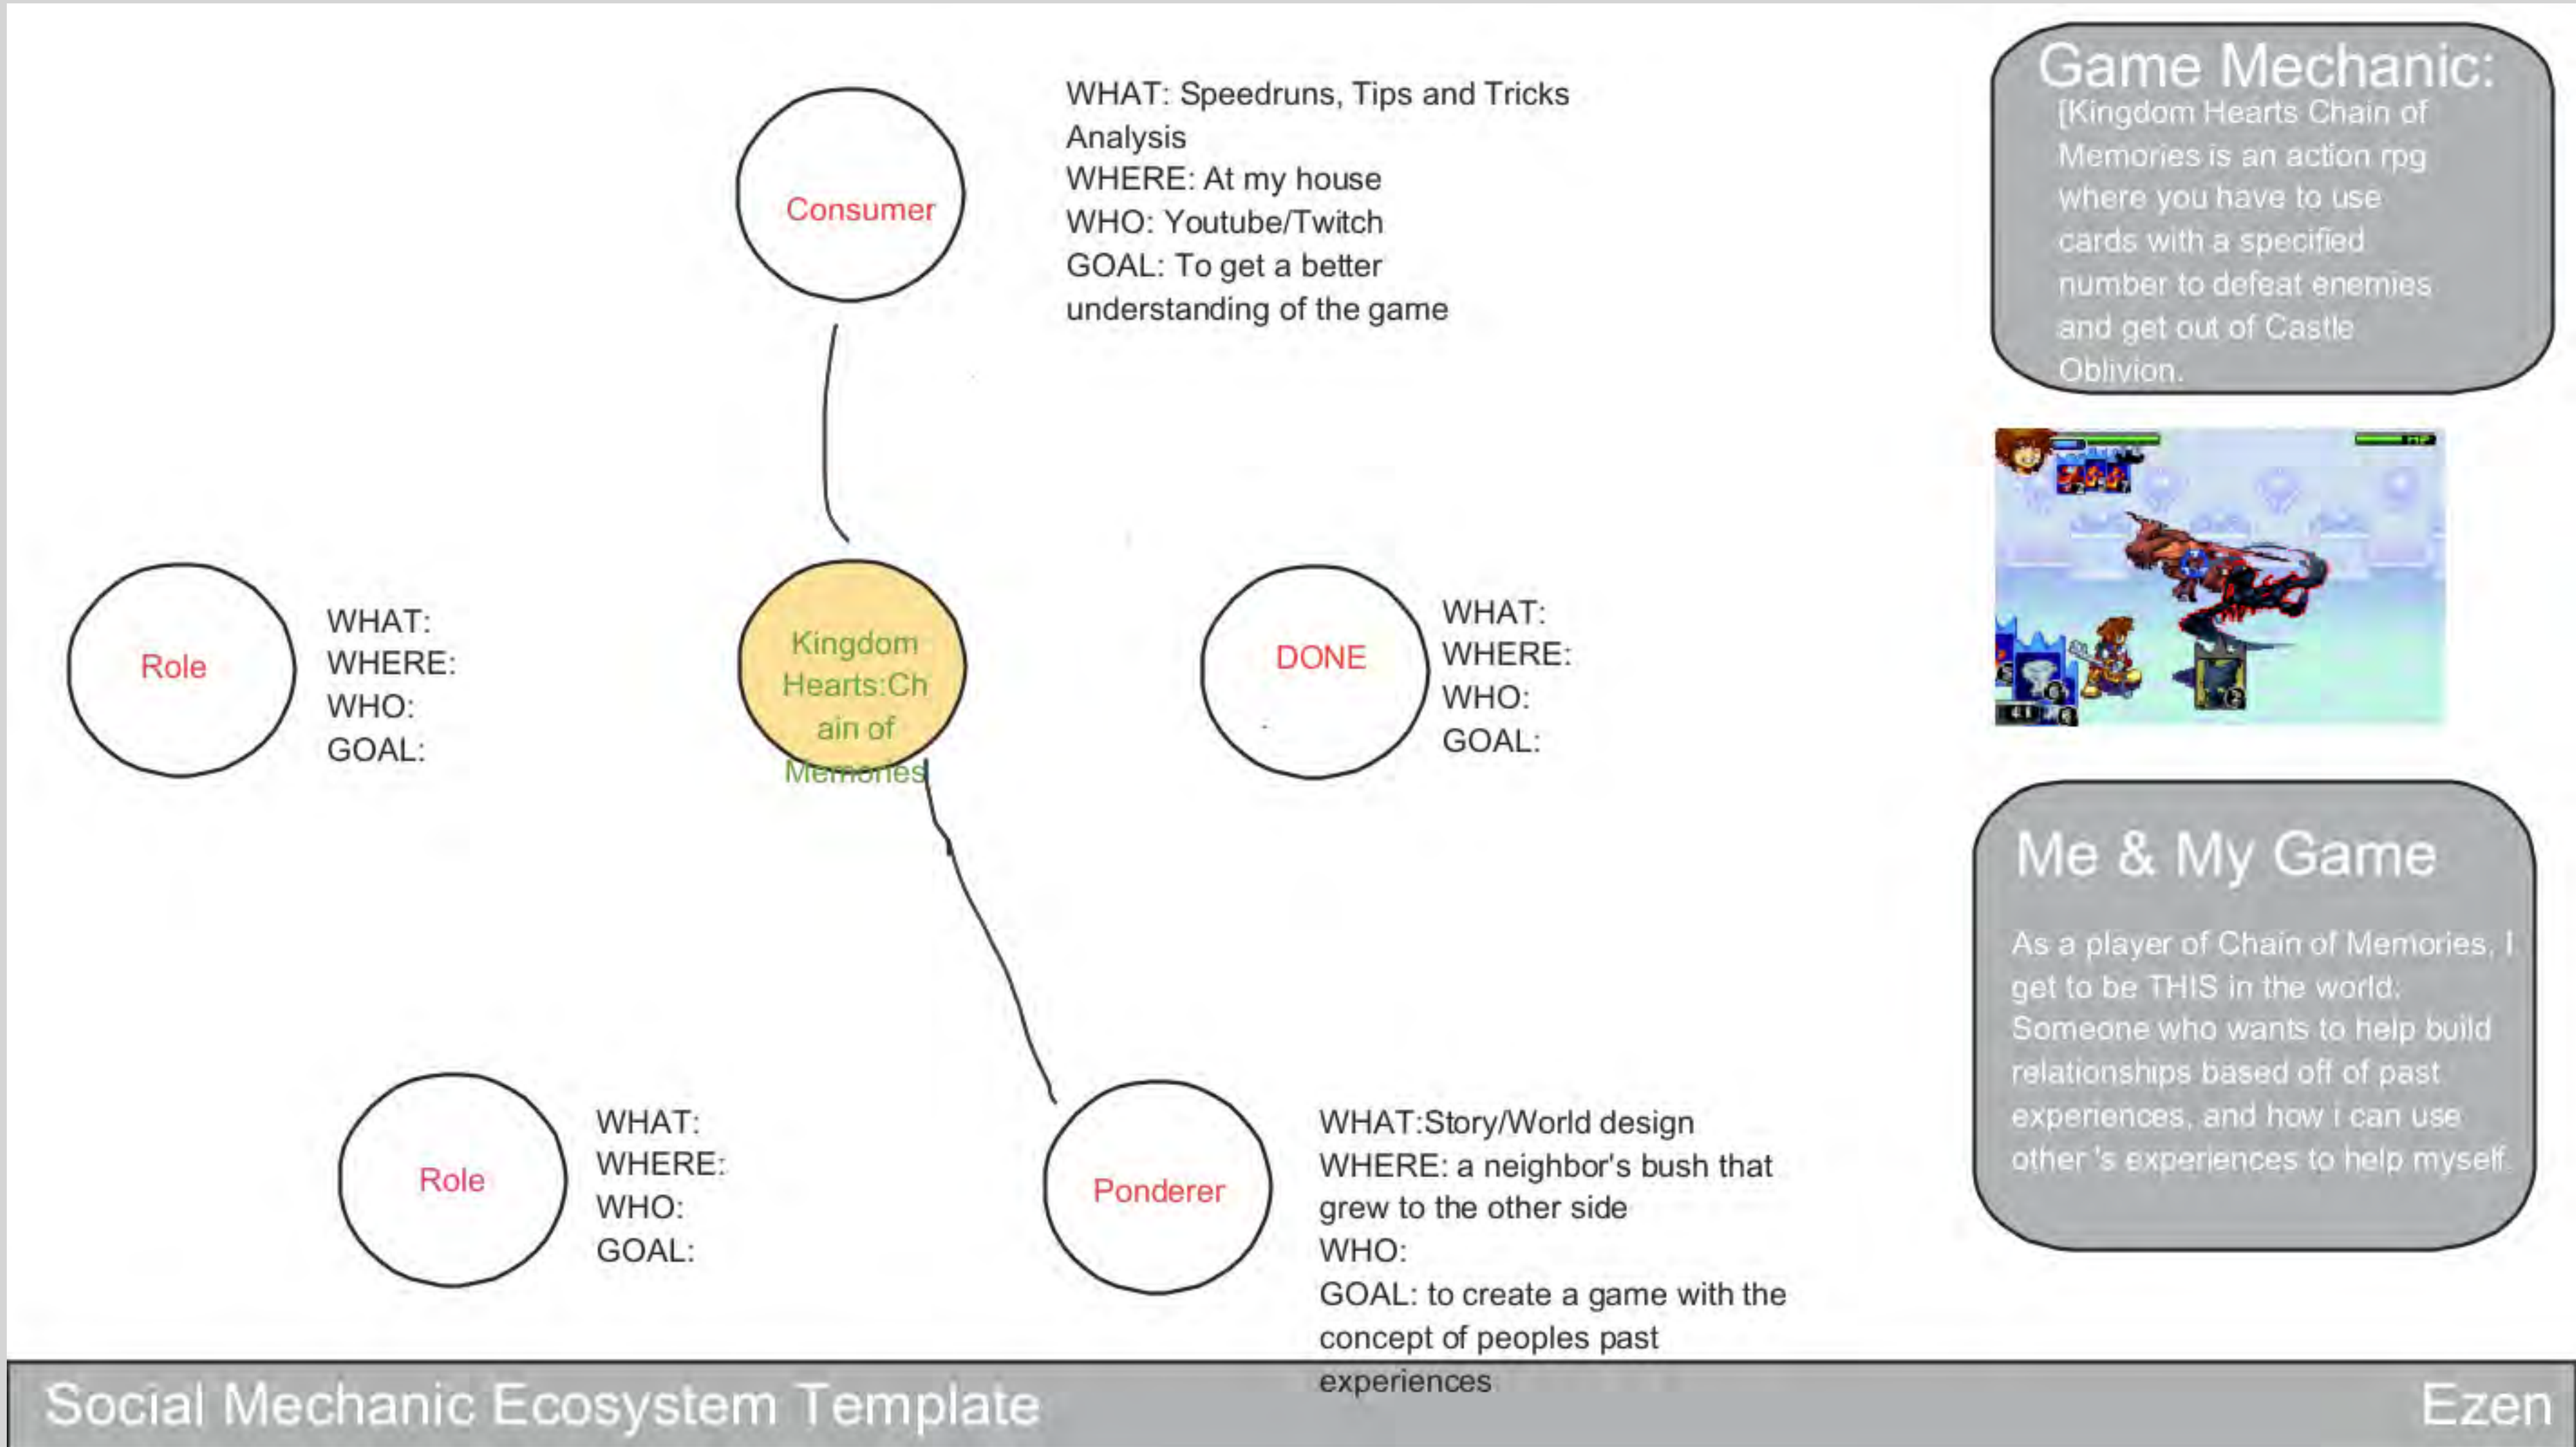 WHAT: Speedruns, Tips and Tricks
Analysis
WHERE: At my house
WHO: Youtube/Twitch
GOAL: To get a better
understanding of the game
Consumer
Game Mechanic:
[Kingdom Hearts Chain of
Memories is an action rpg
where you have to use
cards with a specified
number to defeat enemies
and get out of Castle
Oblivion.
Role
WHAT:
WHERE:
WHO:
GOAL:
Kingdom
Hearts:Ch
ain of
Memories
DONE
WHAT:
WHERE:
WHO:
GOAL:
Me & My Game
As a player of Chain of Memories, I
get to be THIS in the world.
Someone who wants to help build
relationships based off of past
experiences, and how i can use
other 's experiences to help myself.
Role
WHAT:
WHERE:
WHO:
GOAL:
Ponderer
WHAT:Story/World design
WHERE: a neighbor's bush that
grew to the other side
WHO:
GOAL: to create a game with the
concept of peoples past
experiences
Social Mechanic Ecosystem Template
Ezen